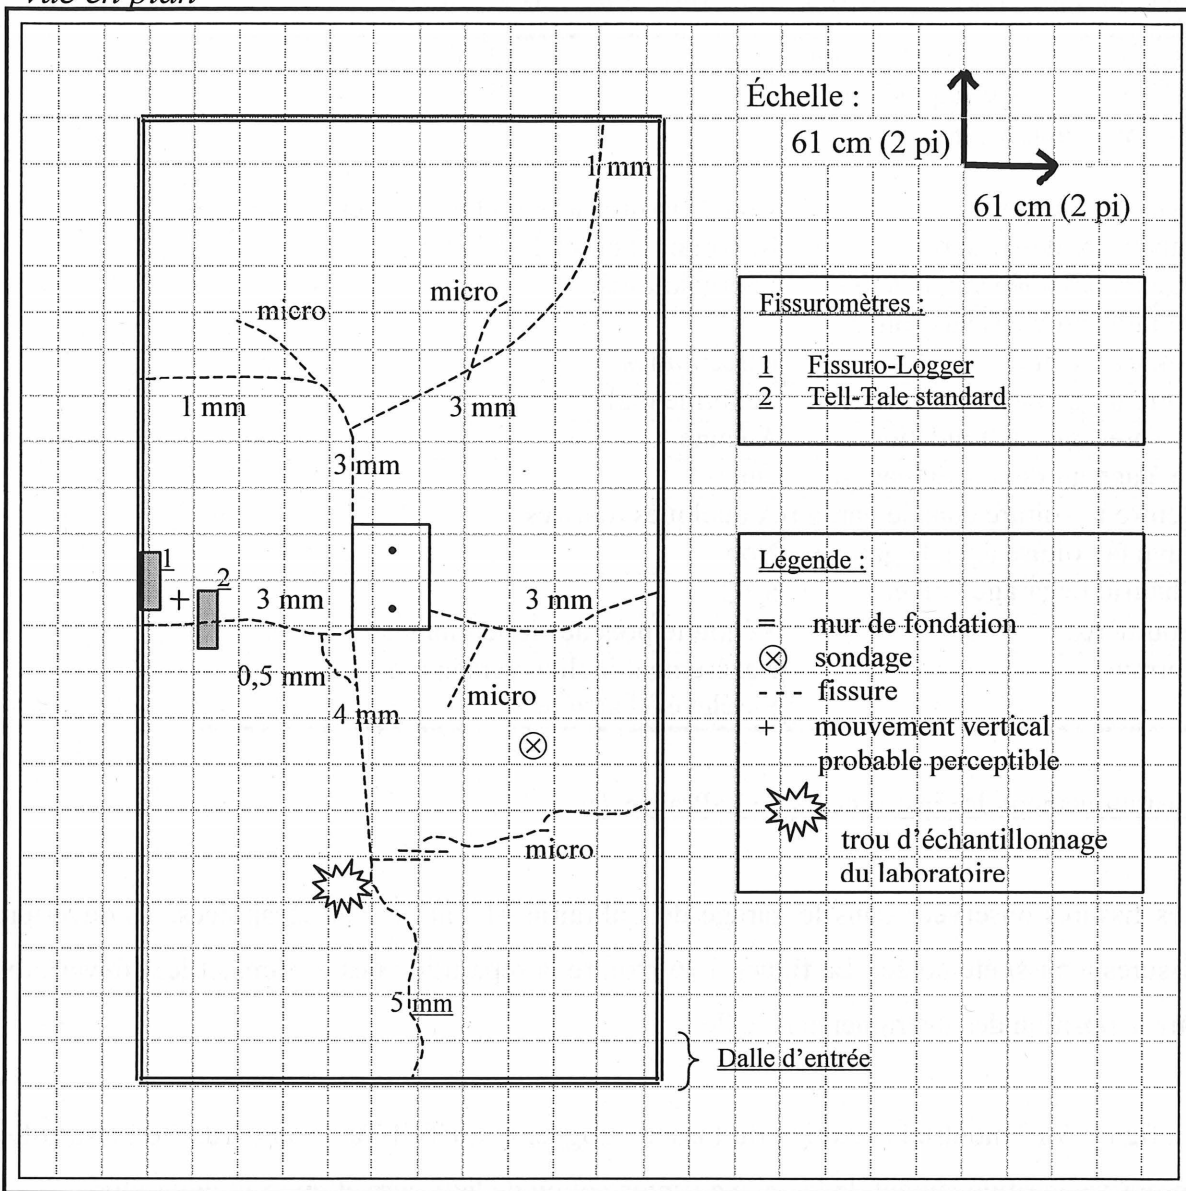 Vue en plan
Échelle :
61 cm (2 pi)
61 cm (2 pi)
1 mm
micro
micro
1 mm
3 mm
3 mm
Fissuromètres :
1 Fissuro-Logger
2 Tell-Tale standard
1
2
3 mm
3 mm
0,5 mm
4 mm
micro
micro
5 mm
Légende :
= mur de fondation
⊗ sondage
--- fissure
+ mouvement vertical
probable perceptible
trou d'échantillonnage
du laboratoire
Dalle d'entrée